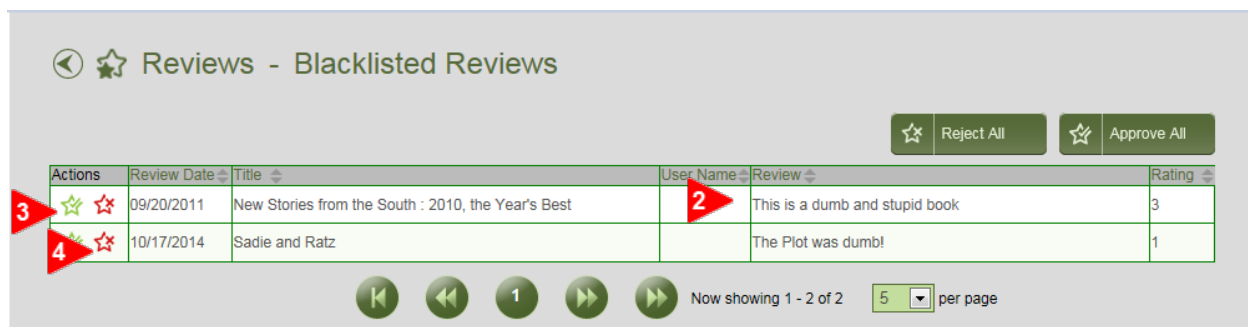 Reviews - Blacklisted Reviews
Reject All Approve All
Actions Review Date Title User Name Review Rating
3 09/20/2011 New Stories from the South : 2010, the Year's Best 2 This is a dumb and stupid book 3
4 10/17/2014 Sadie and Ratz The Plot was dumb! 1
1 Now showing 1 - 2 of 2 5 per page